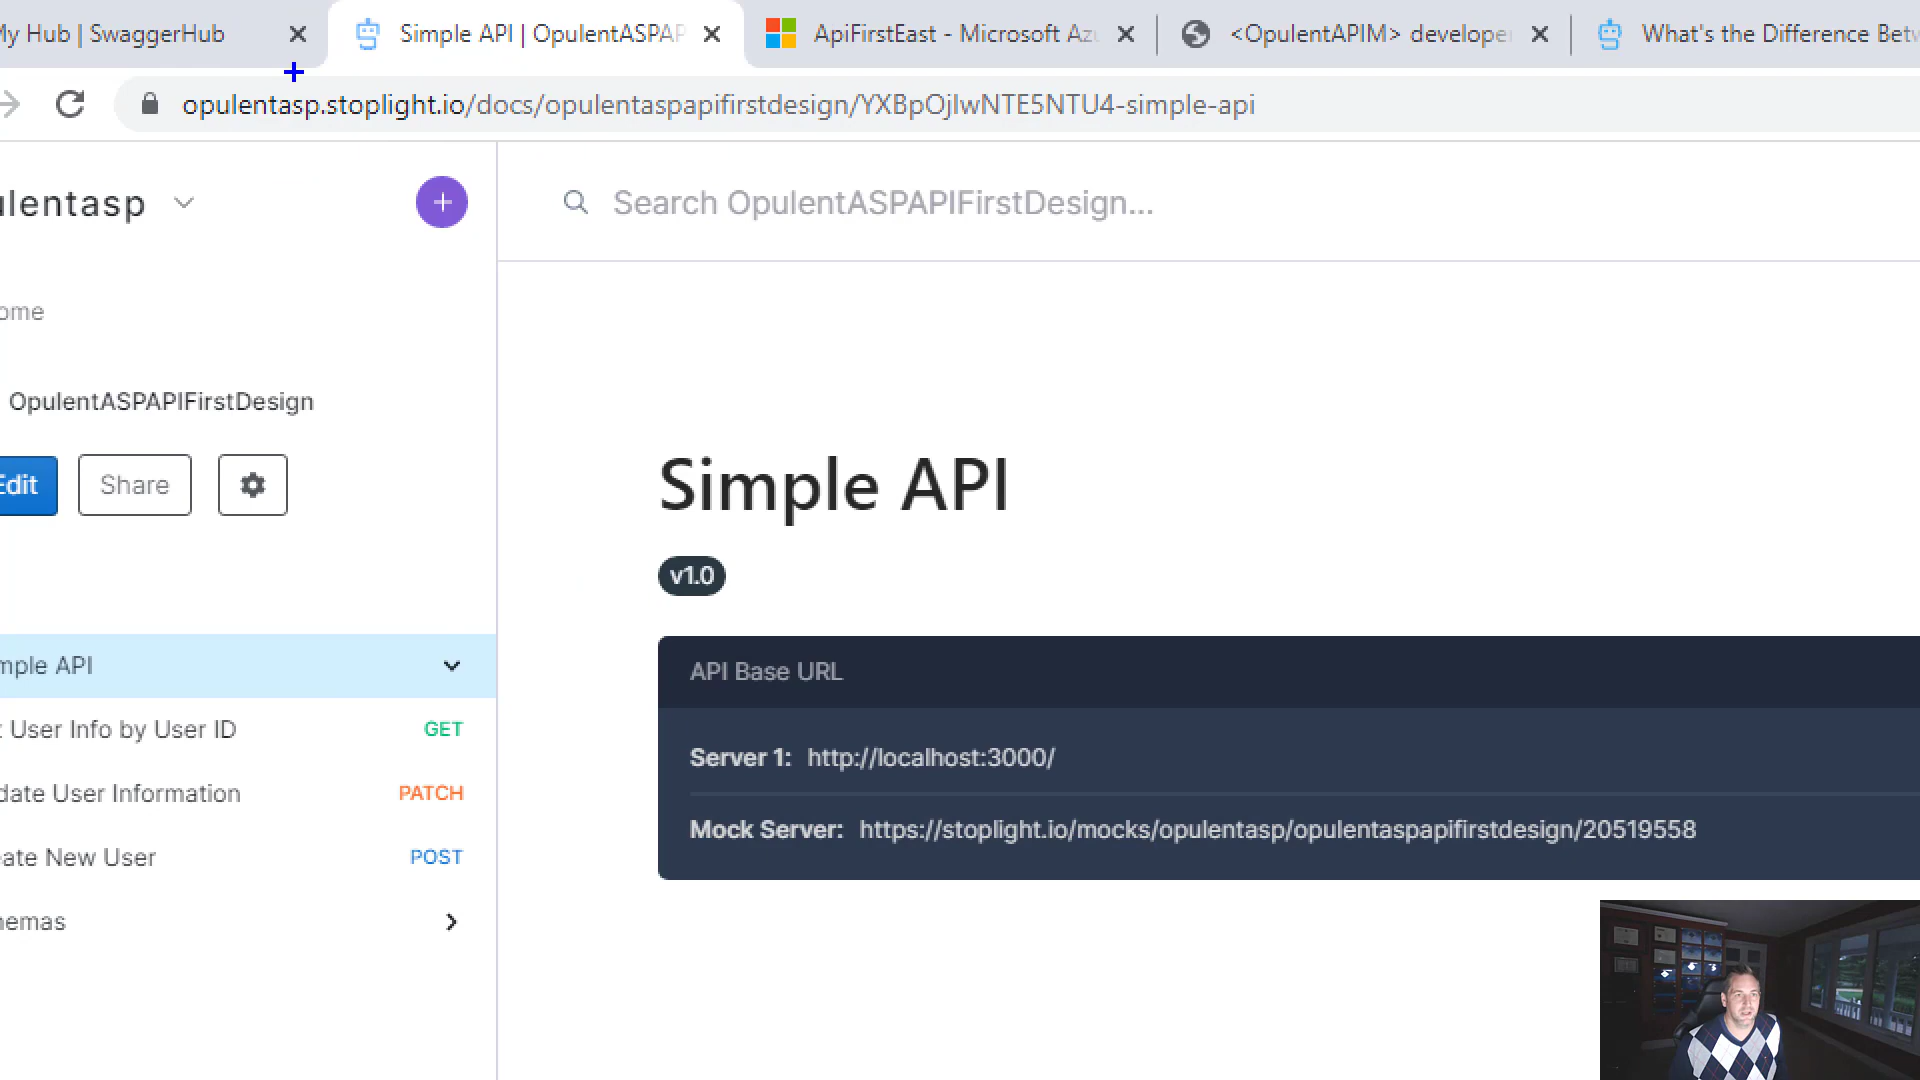 My Hub | SwaggerHub
Simple API | OpulentASPAP
ApiFirstEast - Microsoft Azu
<OpulentAPIM> develope
What's the Difference Betw
opulentasp.stoplight.io/docs/opulentaspapifirstdesign/YXBpOjIwNTE5NTU4-simple-api
ulentasp
Search OpulentASPAPIFirstDesign...
ome
OpulentASPAPIFirstDesign
Edit
Share
Simple API
v1.0
mple API
API Base URL
t User Info by User ID GET
Server 1: http://localhost:3000/
date User Information PATCH
Mock Server: https://stoplight.io/mocks/opulentasp/opulentaspapifirstdesign/20519558
eate New User POST
hemas